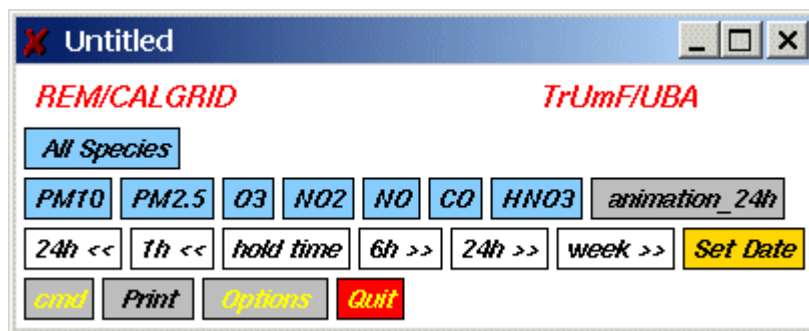 Untitled
REM/CALGRID TrUmF/UBA
All Species
PM10 PM2.5 O3 NO2 NO CO HNO3 animation_24h
24h << 1h << hold time 6h >> 24h >> week >> Set Date
cmd Print Options Quit